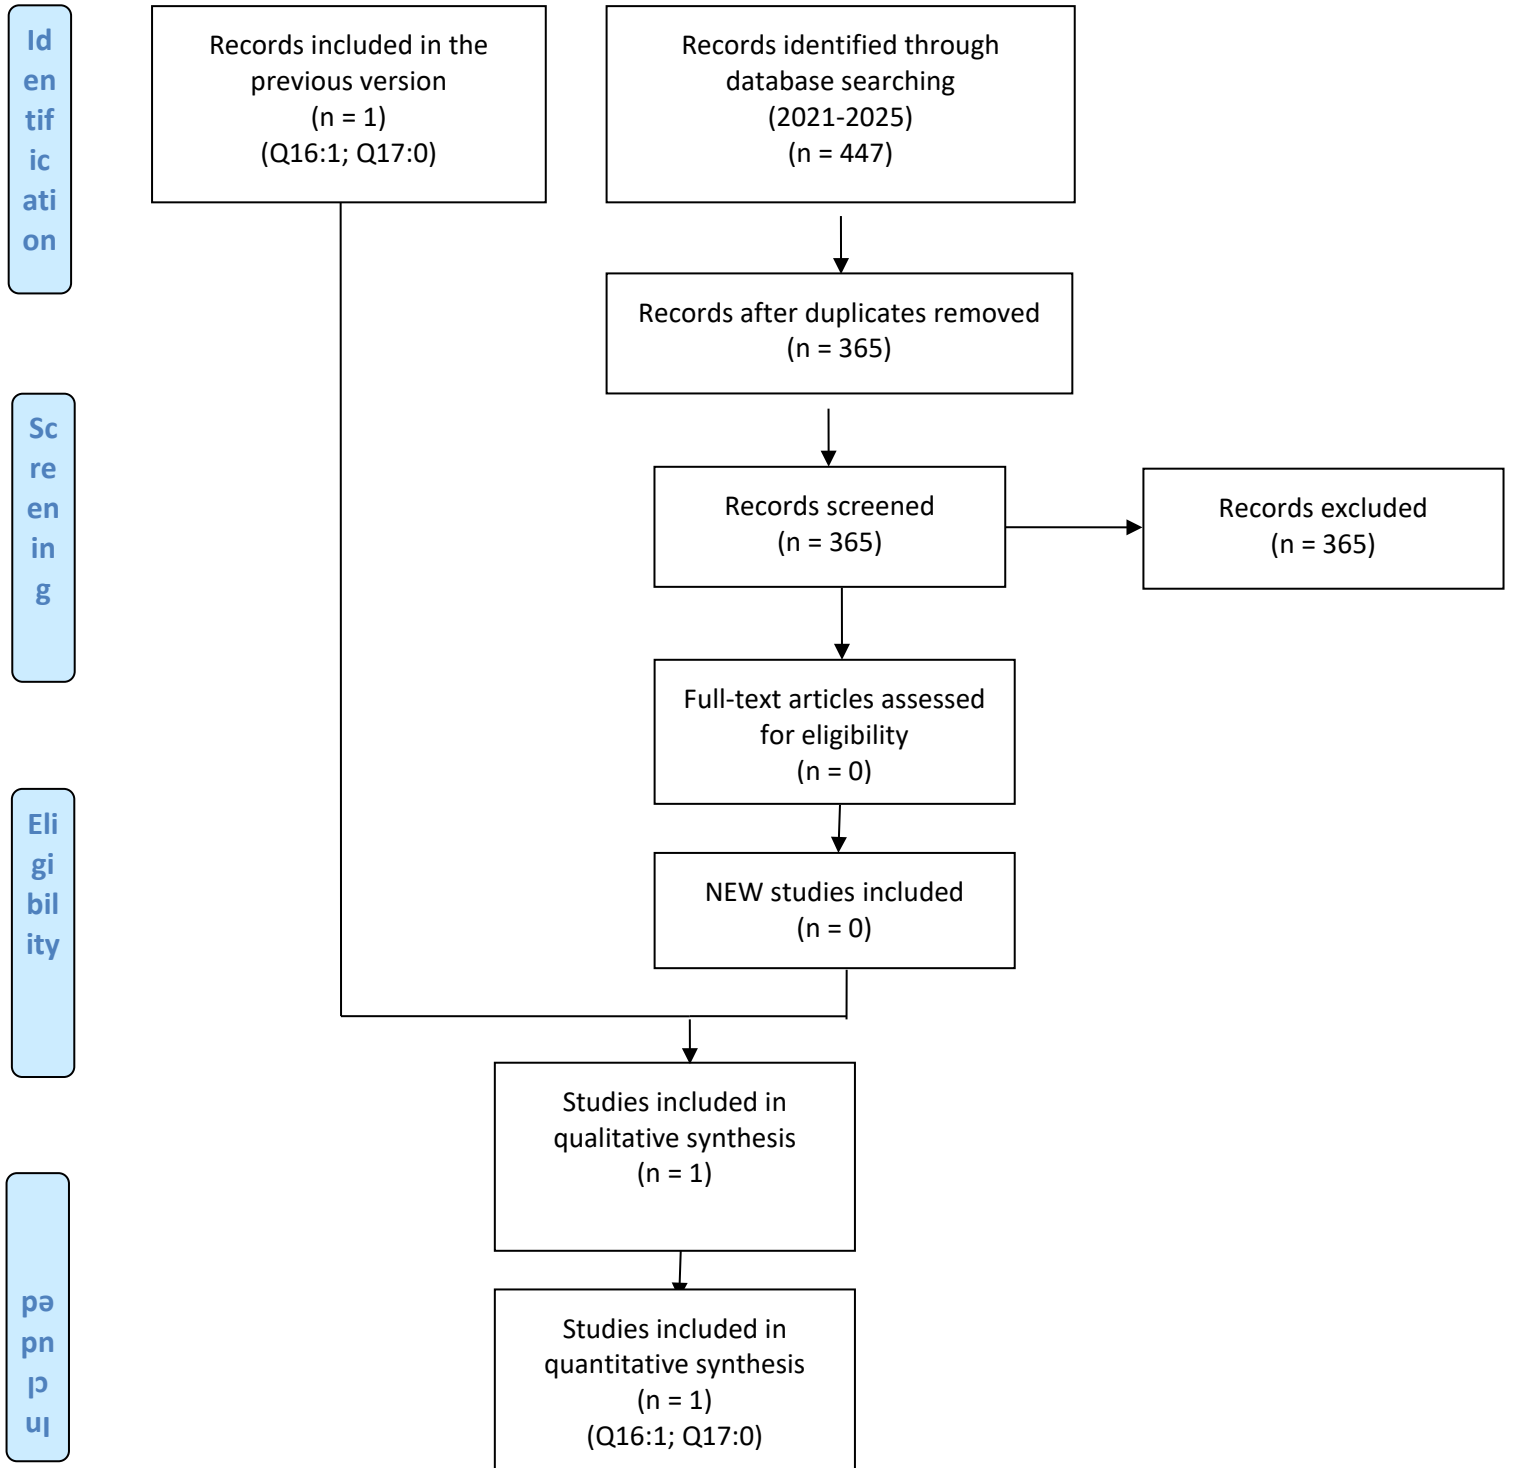 Id
en
tif
ic
ati
on
Records included in the
previous version
(n = 1)
(Q16:1; Q17:0)
Records identified through
database searching
(2021-2025)
(n = 447)
Records after duplicates removed
(n = 365)
Sc
re
en
in
g
Records screened
(n = 365)
Records excluded
(n = 365)
Full-text articles assessed
for eligibility
(n = 0)
Eli
gi
bil
ity
NEW studies included
(n = 0)
Studies included in
qualitative synthesis
(n = 1)
In
cl
ud
ed
Studies included in
quantitative synthesis
(n = 1)
(Q16:1; Q17:0)